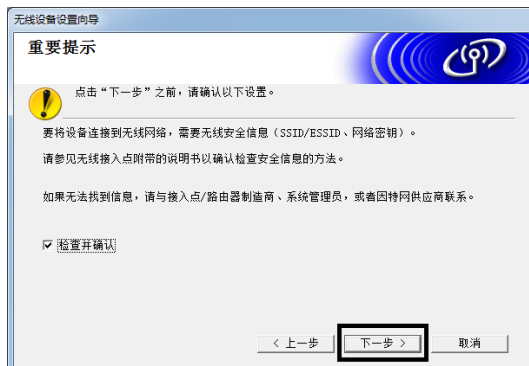 无线设备设置向导
重要提示
点击“下一步”之前，请确认以下设置。
要将设备连接到无线网络，需要无线安全信息（SSID/ESSID、网络密钥）。
请参见无线接入点附带的说明书以确认检查安全信息的方法。
如果无法找到信息，请与接入点/路由器制造商、系统管理员，或者因特网供应商联系。
检查并确认
< 上一步 下一步 > 取消